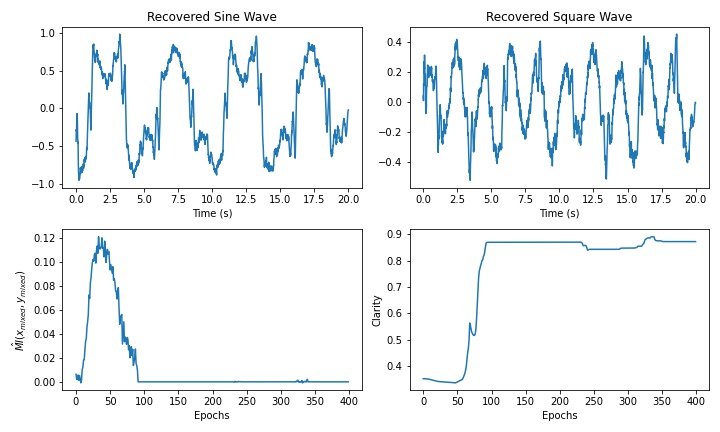 Recovered Sine Wave
1.0
0.5
0.0
−0.5
−1.0
0.0 2.5 5.0 7.5 10.0 12.5 15.0 17.5 20.0
Time (s)
Recovered Square Wave
0.4
0.2
0.0
−0.2
−0.4
0.0 2.5 5.0 7.5 10.0 12.5 15.0 17.5 20.0
Time (s)
M̂I(x_mixed, y_mixed)
0.12
0.10
0.08
0.06
0.04
0.02
0.00
0 50 100 150 200 250 300 350 400
Epochs
Clarity
0.9
0.8
0.7
0.6
0.5
0.4
0 50 100 150 200 250 300 350 400
Epochs